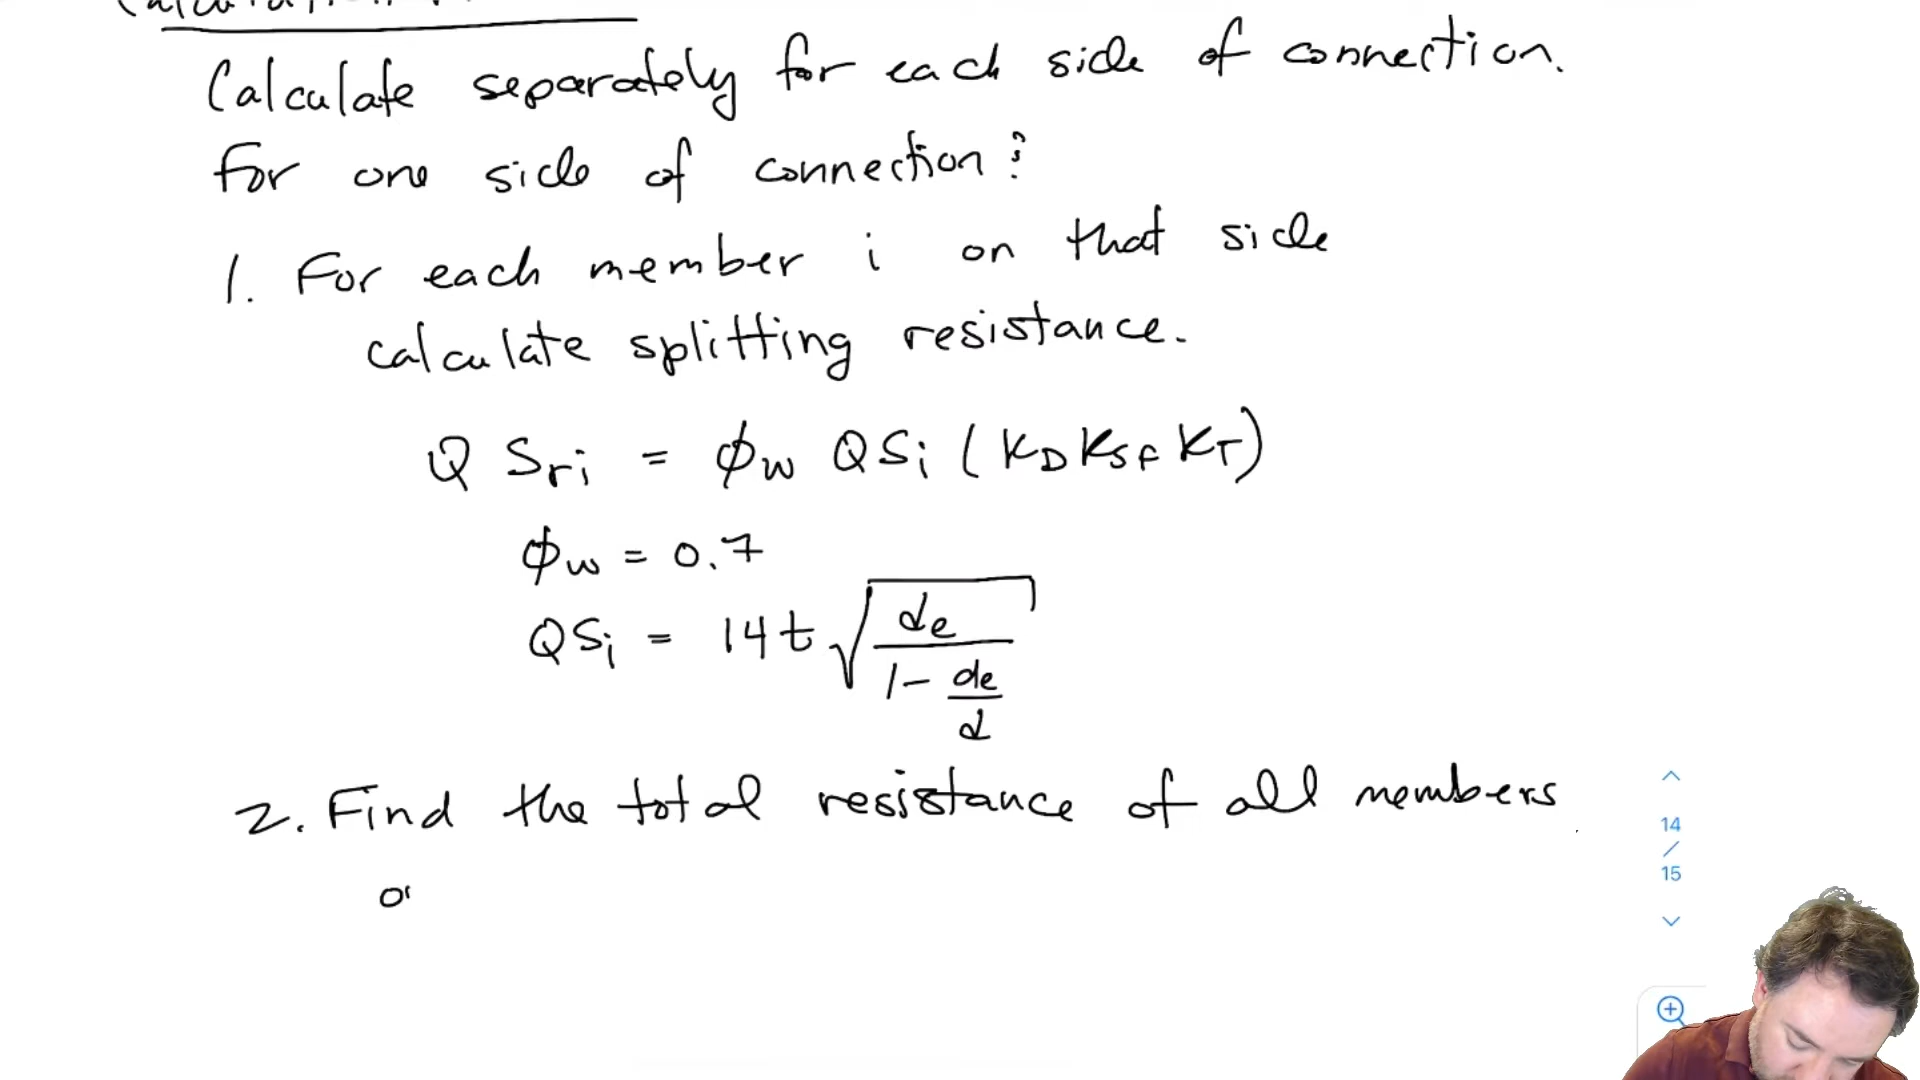 Calculate separately for each side of connection.
For one side of connection:
1. For each member i on that side
calculate splitting resistance.
Q Sri = ϕw QSi (KD KSF KT)
ϕw = 0.7
QSi = 14 t √(de / (1 - de/d))
2. Find the total resistance of all members
14
/
15